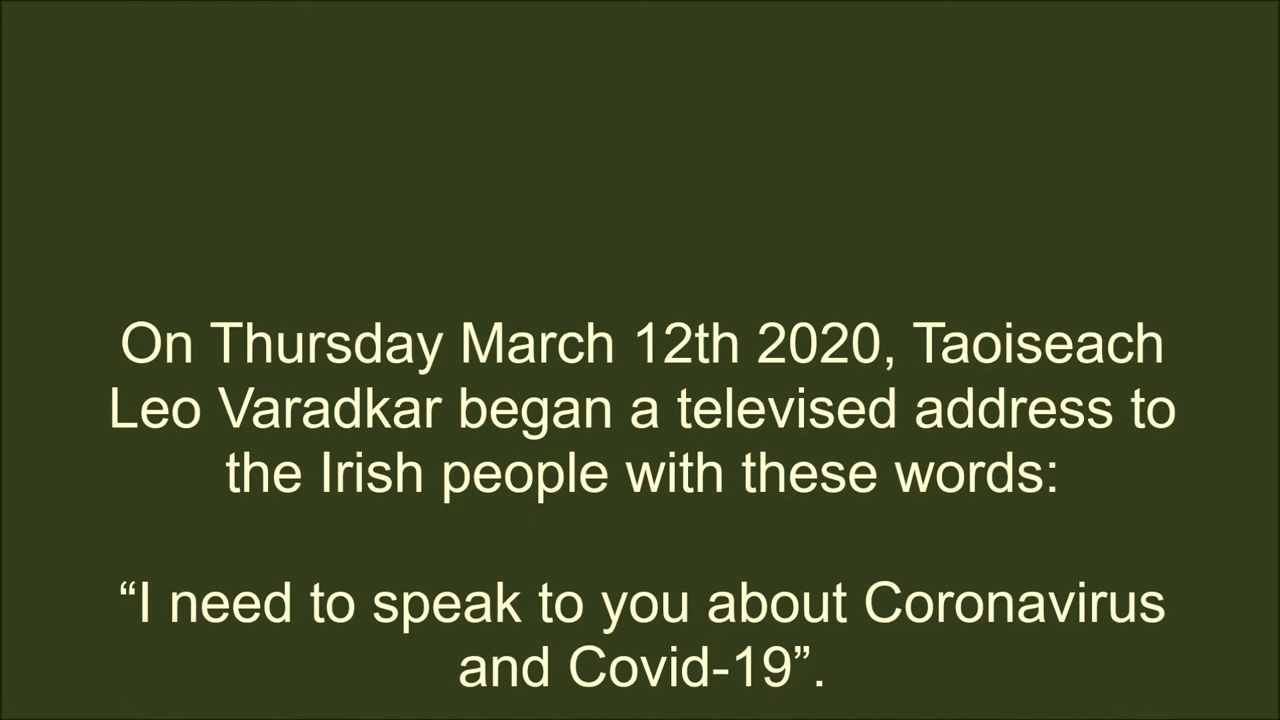 On Thursday March 12th 2020, Taoiseach
Leo Varadkar began a televised address to
the Irish people with these words:
“I need to speak to you about Coronavirus
and Covid-19”.